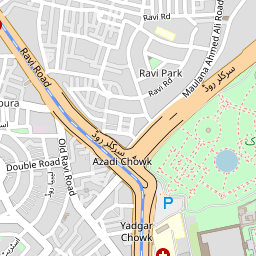 Ravi Rd
Maulana Ahmed Ali Road
Ravi Road
Ravi Park
Ravi Rd
سرکلر روڈ
pura
سرکلر روڈ
Azadi Chowk
Double Road
Old Ravi Road
P
Yadgar
Chowk